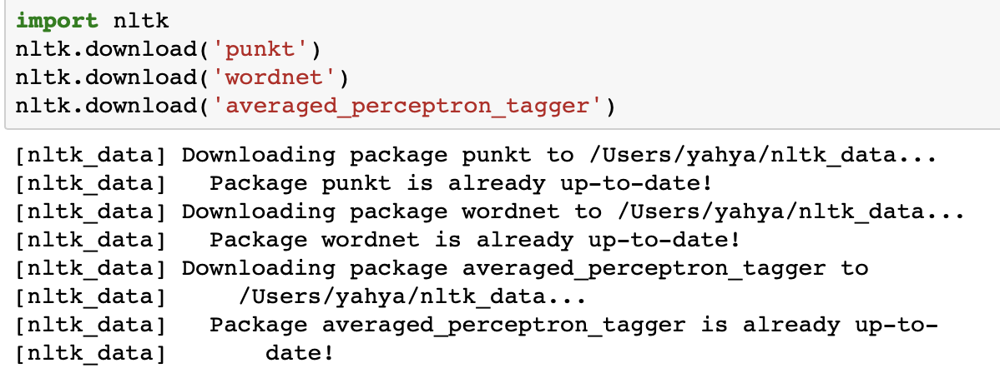 import nltk
nltk.download('punkt')
nltk.download('wordnet')
nltk.download('averaged_perceptron_tagger')
[nltk_data] Downloading package punkt to /Users/yahya/nltk_data...
[nltk_data]   Package punkt is already up-to-date!
[nltk_data] Downloading package wordnet to /Users/yahya/nltk_data...
[nltk_data]   Package wordnet is already up-to-date!
[nltk_data] Downloading package averaged_perceptron_tagger to
[nltk_data]     /Users/yahya/nltk_data...
[nltk_data]   Package averaged_perceptron_tagger is already up-to-
[nltk_data]       date!